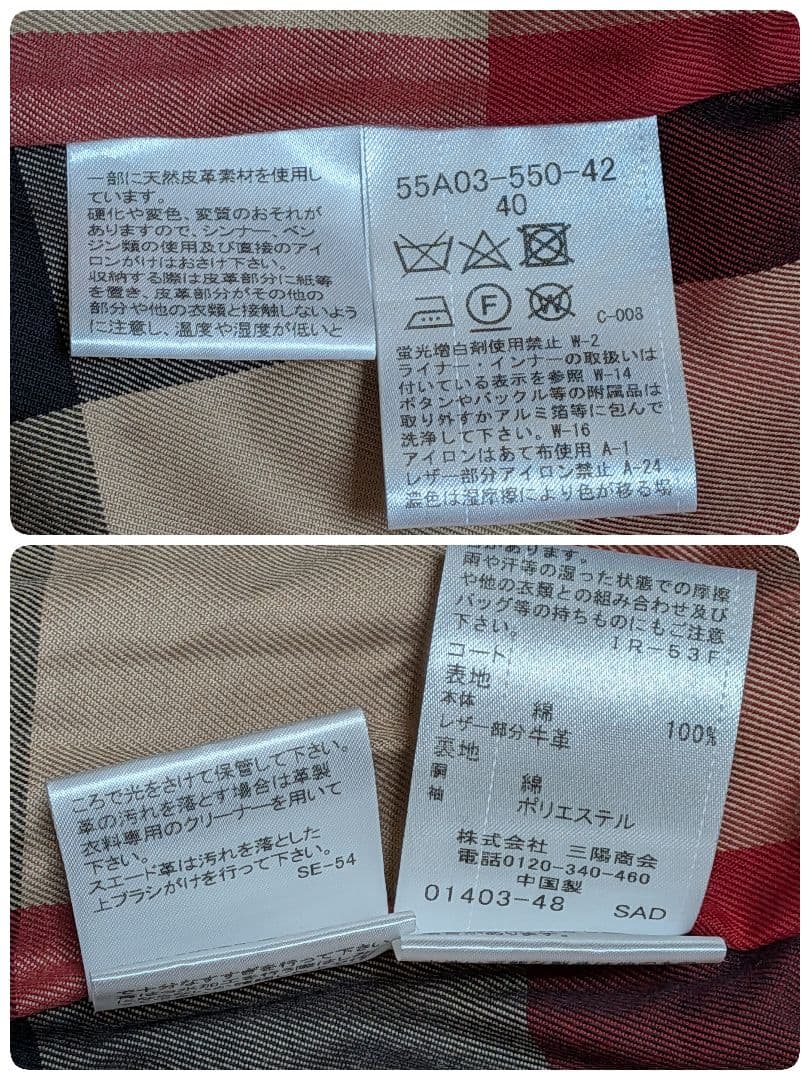 一部に天然皮革素材を使用し
ています。
硬化や変色、変質のおそれが
ありますので、シンナー、ベン
ジン類の使用及び直接のアイ
ロンがけはおさけ下さい。
収納する際は皮革部分に紙等
を置き、皮革部分がその他の
部分や他の衣類と接触しないよう
に注意し、温度や湿度が低いと
55A03-550-42
40
F
W
C-008
蛍光増白剤使用禁止 W-2
ライナー・インナーの取扱いは
付いている表示を参照 W-14
ボタンやバックル等の附属品は
取り外すかアルミ箔等に包んで
洗浄して下さい。W-16
アイロンはあて布使用 A-1
レザー部分アイロン禁止 A-24
濃色は湿摩擦により色が移る場
ころで光をさけて保管して下さい。
革の汚れを落とす場合は革製
衣料専用のクリーナーを用いて
下さい。
スエード革は汚れを落とした
上ブラシがけを行って下さい。
SE-54
があります。
雨や汗等の湿った状態での摩擦
や他の衣類との組み合わせ及び
バッグ等の持ちものにもご注意
下さい。 IR-53F
コート
表地
本体 綿
レザー部分 牛革 100%
裏地
胴 綿
袖 ポリエステル
株式会社 三陽商会
電話0120-340-460
中国製
01403-48 SAD